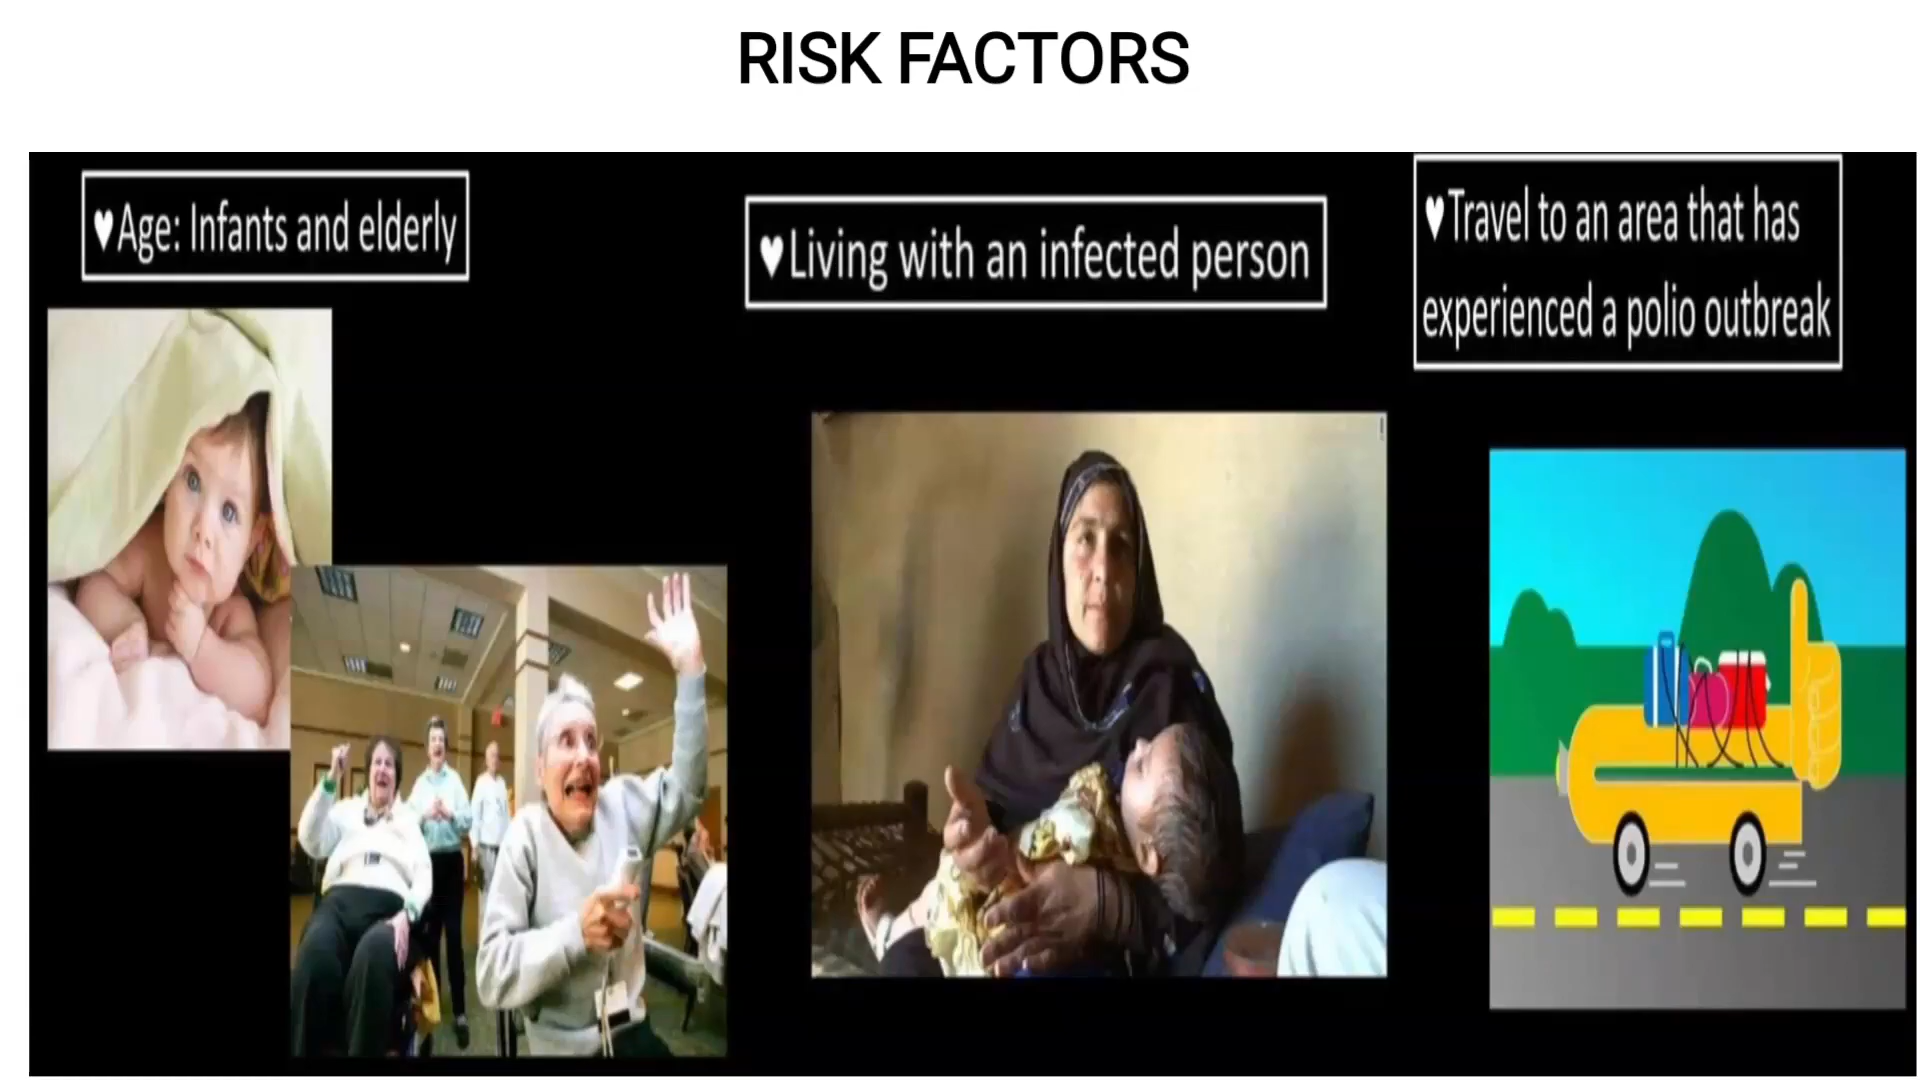 RISK FACTORS
♥Age: Infants and elderly
♥Living with an infected person
♥Travel to an area that has
experienced a polio outbreak